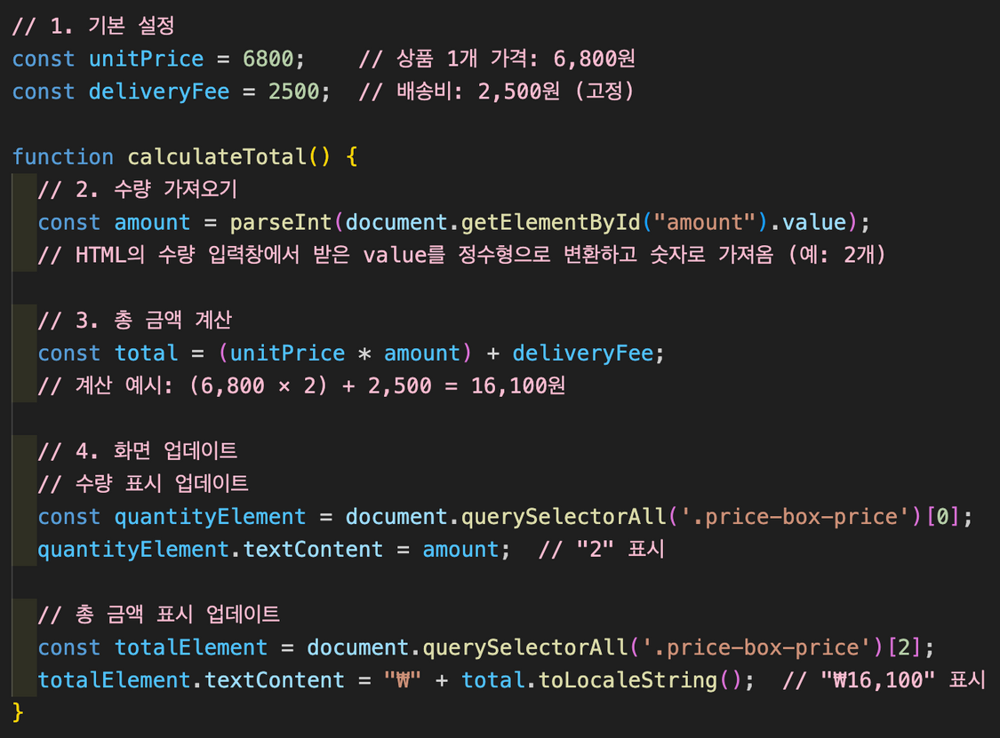 // 1. 기본 설정
const unitPrice = 6800;    // 상품 1개 가격: 6,800원
const deliveryFee = 2500;  // 배송비: 2,500원 (고정)

function calculateTotal() {
  // 2. 수량 가져오기
  const amount = parseInt(document.getElementById("amount").value);
  // HTML의 수량 입력창에서 받은 value를 정수형으로 변환하고 숫자로 가져옴 (예: 2개)

  // 3. 총 금액 계산
  const total = (unitPrice * amount) + deliveryFee;
  // 계산 예시: (6,800 × 2) + 2,500 = 16,100원

  // 4. 화면 업데이트
  // 수량 표시 업데이트
  const quantityElement = document.querySelectorAll('.price-box-price')[0];
  quantityElement.textContent = amount;  // "2" 표시

  // 총 금액 표시 업데이트
  const totalElement = document.querySelectorAll('.price-box-price')[2];
  totalElement.textContent = "₩" + total.toLocaleString();  // "₩16,100" 표시
}